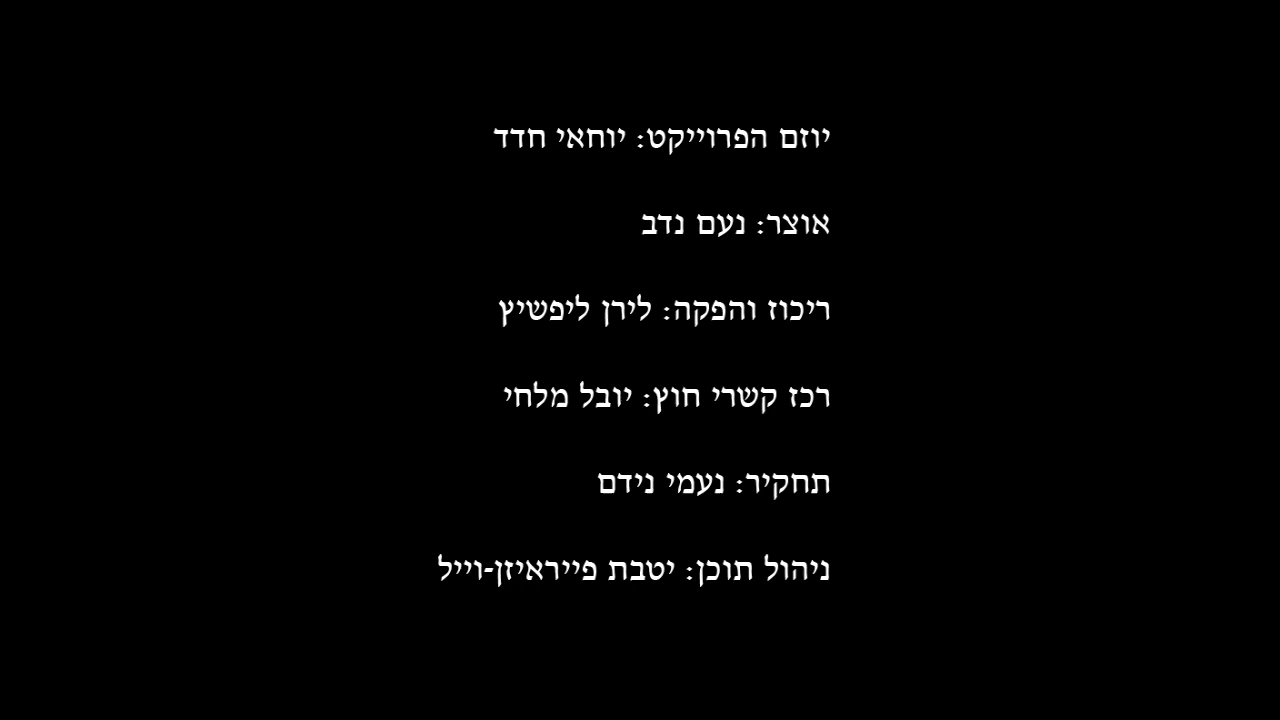 יוזם הפרוייקט: יוחאי חדד
אוצר: נעם נדב
ריכוז והפקה: לירן ליפשיץ
רכז קשרי חוץ: יובל מלחי
תחקיר: נעמי נידם
ניהול תוכן: יטבת פייראיזן-וייל